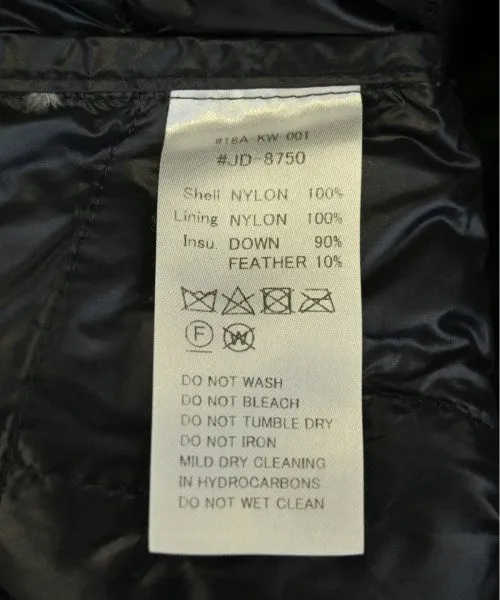 #18A-KW-001
#JD-8750
Shell NYLON 100%
Lining NYLON 100%
Insu. DOWN 90%
FEATHER 10%
F W
DO NOT WASH
DO NOT BLEACH
DO NOT TUMBLE DRY
DO NOT IRON
MILD DRY CLEANING
IN HYDROCARBONS
DO NOT WET CLEAN